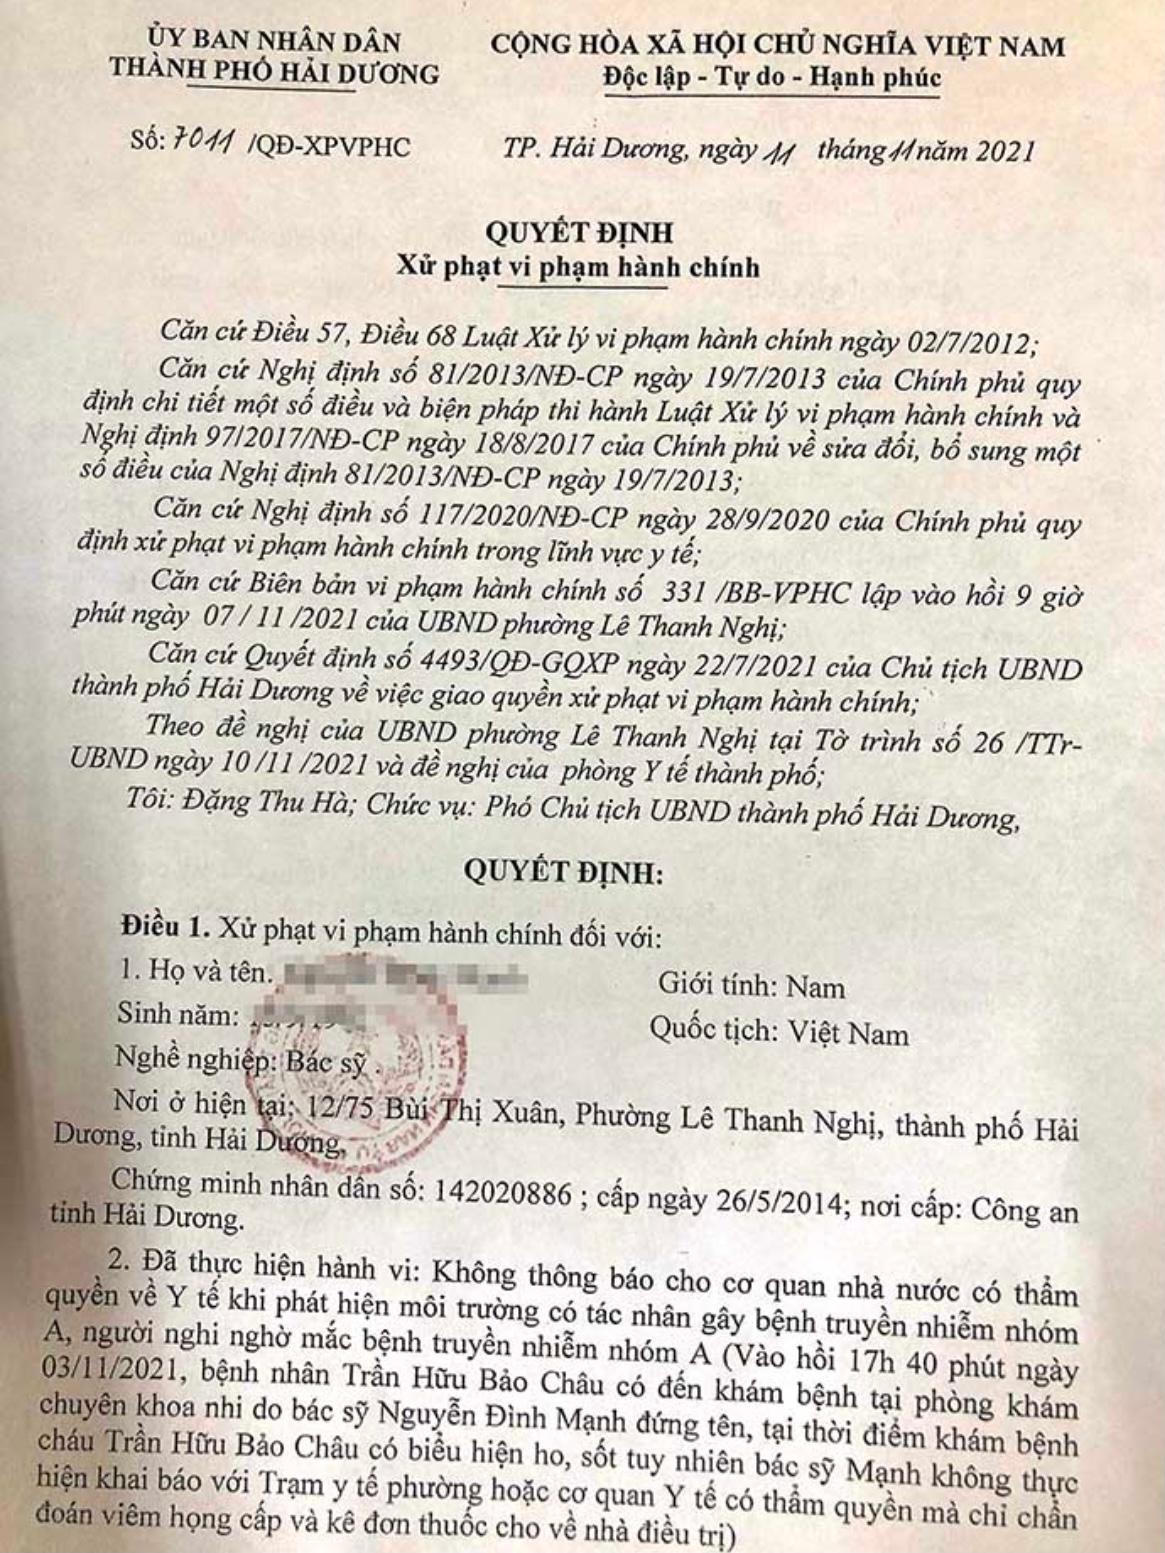 ỦY BAN NHÂN DÂN
THÀNH PHỐ HẢI DƯƠNG
CỘNG HÒA XÃ HỘI CHỦ NGHĨA VIỆT NAM
Độc lập - Tự do - Hạnh phúc
Số: 7011 /QĐ-XPVPHC
TP. Hải Dương, ngày 11 tháng 11 năm 2021
QUYẾT ĐỊNH
Xử phạt vi phạm hành chính
Căn cứ Điều 57, Điều 68 Luật Xử lý vi phạm hành chính ngày 02/7/2012;
Căn cứ Nghị định số 81/2013/NĐ-CP ngày 19/7/2013 của Chính phủ quy
định chi tiết một số điều và biện pháp thi hành Luật Xử lý vi phạm hành chính và
Nghị định 97/2017/NĐ-CP ngày 18/8/2017 của Chính phủ về sửa đổi, bổ sung một
số điều của Nghị định 81/2013/NĐ-CP ngày 19/7/2013;
Căn cứ Nghị định số 117/2020/NĐ-CP ngày 28/9/2020 của Chính phủ quy
định xử phạt vi phạm hành chính trong lĩnh vực y tế;
Căn cứ Biên bản vi phạm hành chính số 331 /BB-VPHC lập vào hồi 9 giờ
phút ngày 07 / 11 /2021 của UBND phường Lê Thanh Nghị;
Căn cứ Quyết định số 4493/QĐ-GQXP ngày 22/7/2021 của Chủ tịch UBND
thành phố Hải Dương về việc giao quyền xử phạt vi phạm hành chính;
Theo đề nghị của UBND phường Lê Thanh Nghị tại Tờ trình số 26 /TTr-
UBND ngày 10 /11 /2021 và đề nghị của phòng Y tế thành phố;
Tôi: Đặng Thu Hà; Chức vụ: Phó Chủ tịch UBND thành phố Hải Dương,
QUYẾT ĐỊNH:
Điều 1. Xử phạt vi phạm hành chính đối với:
1. Họ và tên.
Giới tính: Nam
Sinh năm:
Quốc tịch: Việt Nam
Nghề nghiệp: Bác sỹ .
Nơi ở hiện tại: 12/75 Bùi Thị Xuân, Phường Lê Thanh Nghị, thành phố Hải
Dương, tỉnh Hải Dương.
Chứng minh nhân dân số: 142020886 ; cấp ngày 26/5/2014; nơi cấp: Công an
tỉnh Hải Dương.
2. Đã thực hiện hành vi: Không thông báo cho cơ quan nhà nước có thẩm
quyền về Y tế khi phát hiện môi trường có tác nhân gây bệnh truyền nhiễm nhóm
A, người nghi nghờ mắc bệnh truyền nhiễm nhóm A (Vào hồi 17h 40 phút ngày
03/11/2021, bệnh nhân Trần Hữu Bảo Châu có đến khám bệnh tại phòng khám
chuyên khoa nhi do bác sỹ Nguyễn Đình Mạnh đứng tên, tại thời điểm khám bệnh
cháu Trần Hữu Bảo Châu có biểu hiện ho, sốt tuy nhiên bác sỹ Mạnh không thực
hiện khai báo với Trạm y tế phường hoặc cơ quan Y tế có thẩm quyền mà chỉ chẩn
đoán viêm họng cấp và kê đơn thuốc cho về nhà điều trị)